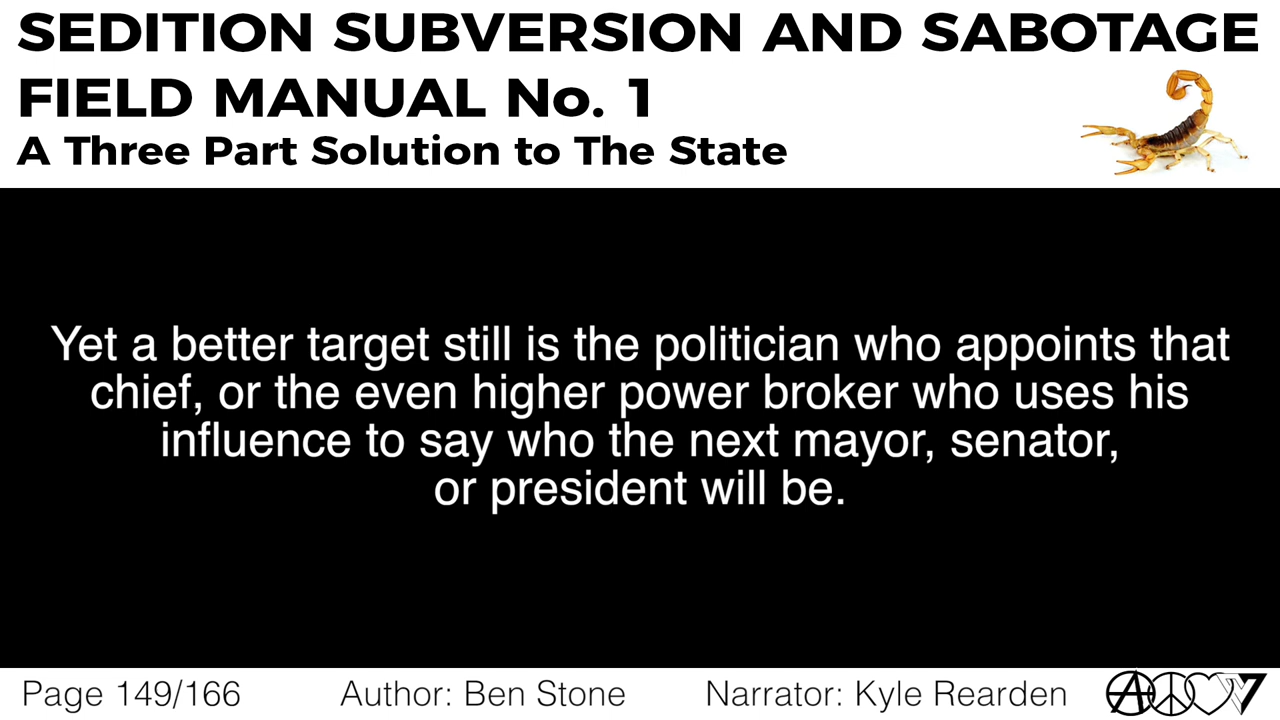 SEDITION SUBVERSION AND SABOTAGE
FIELD MANUAL No. 1
A Three Part Solution to The State
Yet a better target still is the politician who appoints that
chief, or the even higher power broker who uses his
influence to say who the next mayor, senator,
or president will be.
Page 149/166 Author: Ben Stone Narrator: Kyle Rearden